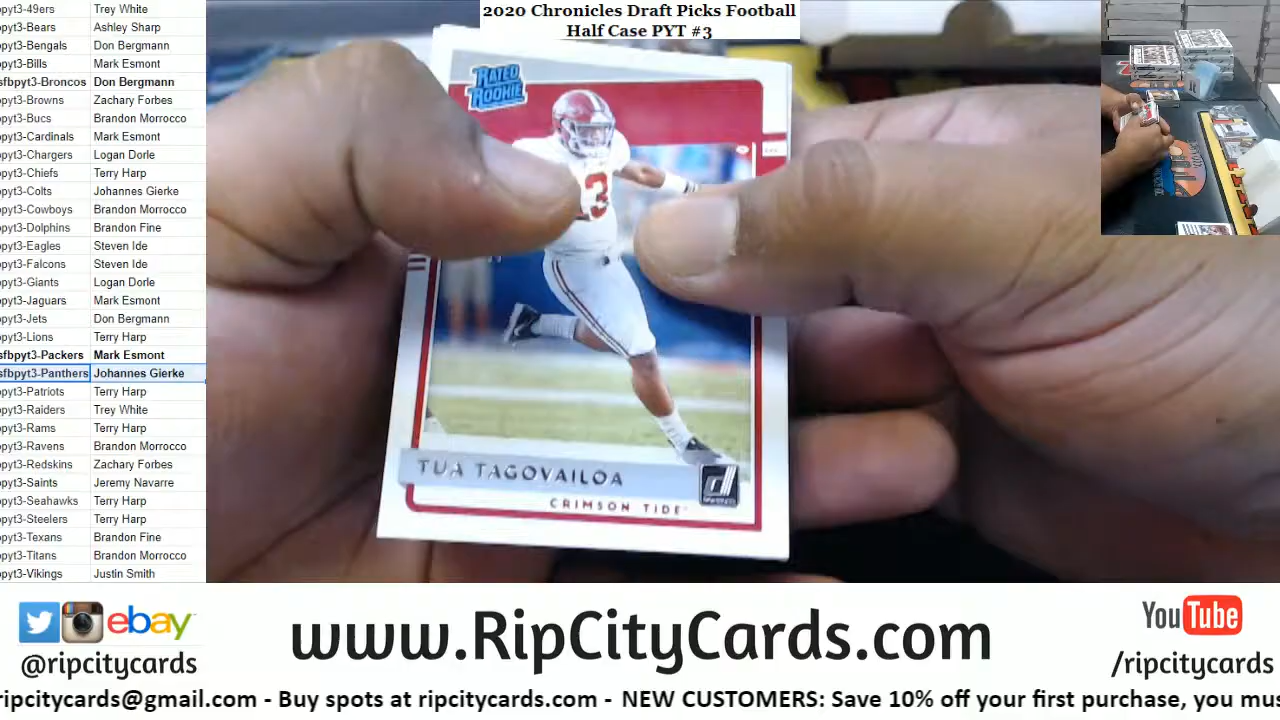 2020 Chronicles Draft Picks Football
Half Case PYT #3
pyt3-49ers Trey White
pyt3-Bears Ashley Sharp
pyt3-Bengals Don Bergmann
pyt3-Bills Mark Esmont
sfbpyt3-Broncos Don Bergmann
pyt3-Browns Zachary Forbes
pyt3-Bucs Brandon Morrocco
pyt3-Cardinals Mark Esmont
pyt3-Chargers Logan Dorle
pyt3-Chiefs Terry Harp
pyt3-Colts Johannes Gierke
pyt3-Cowboys Brandon Morrocco
pyt3-Dolphins Brandon Fine
pyt3-Eagles Steven Ide
pyt3-Falcons Steven Ide
pyt3-Giants Logan Dorle
pyt3-Jaguars Mark Esmont
pyt3-Jets Don Bergmann
pyt3-Lions Terry Harp
sfbpyt3-Packers Mark Esmont
sfbpyt3-Panthers Johannes Gierke
pyt3-Patriots Terry Harp
pyt3-Raiders Trey White
pyt3-Rams Terry Harp
pyt3-Ravens Brandon Morrocco
pyt3-Redskins Zachary Forbes
pyt3-Saints Jeremy Navarre
pyt3-Seahawks Terry Harp
pyt3-Steelers Terry Harp
pyt3-Texans Brandon Fine
pyt3-Titans Brandon Morrocco
pyt3-Vikings Justin Smith
RATED
ROOKIE
TUA TAGOVAILOA
CRIMSON TIDE
ebay
@ripcitycards
www.RipCityCards.com
YouTube
/ripcitycards
ripcitycards@gmail.com - Buy spots at ripcitycards.com - NEW CUSTOMERS: Save 10% off your first purchase, you mus